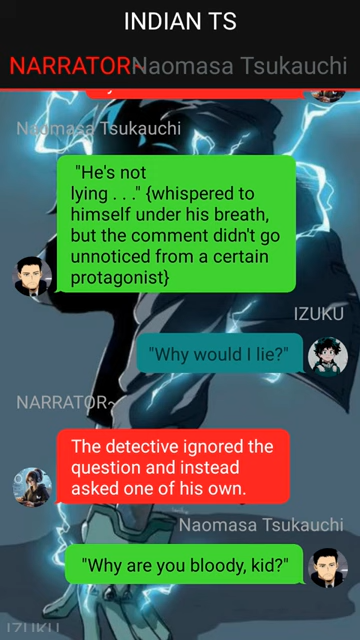 INDIAN TS
NARRATOR~ Naomasa Tsukauchi
Naomasa Tsukauchi
"He's not
lying . . ." {whispered to
himself under his breath,
but the comment didn't go
unnoticed from a certain
protagonist}
IZUKU
"Why would I lie?"
NARRATOR~
The detective ignored the
question and instead
asked one of his own.
Naomasa Tsukauchi
"Why are you bloody, kid?"
IZUKU